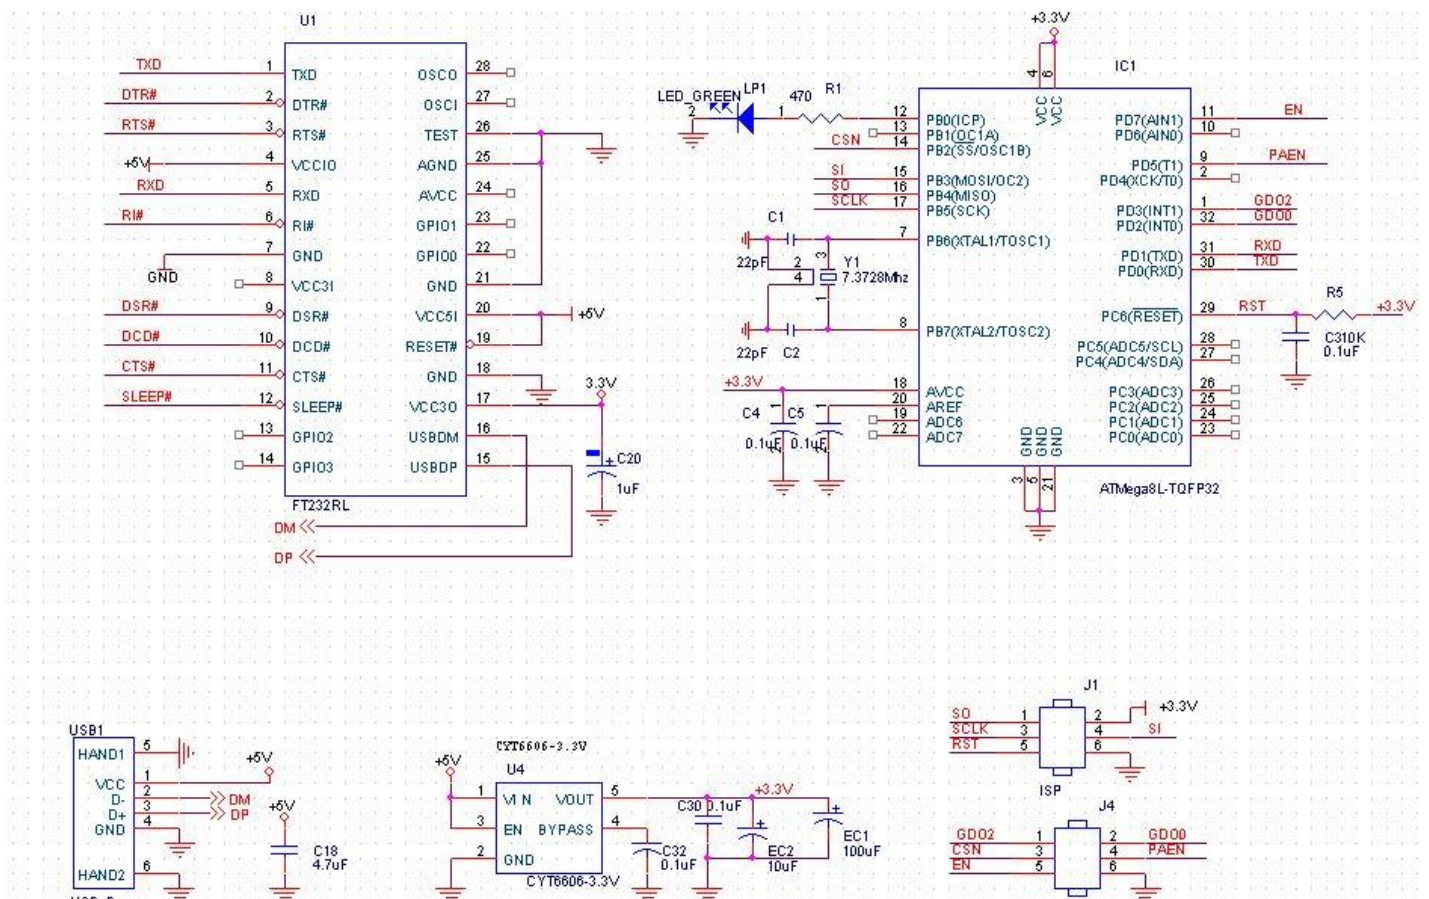 U1
TXD 1 TXD OSCO 28
DTR# 2 DTR# OSCI 27
RTS# 3 RTS# TEST 26
+5V 4 VCCIO AGND 25
RXD 5 RXD AVCC 24
RI# 6 RI# GPIO1 23
GND 7 GND GPIO0 22
8 VCC3I GND 21
DSR# 9 DSR# VCC5I 20 +5V
DCD# 10 DCD# RESET# 19
CTS# 11 CTS# GND 18
SLEEP# 12 SLEEP# VCC3O 17 3.3V
13 GPIO2 USBDM 16
14 GPIO3 USBDP 15
C20
1uF
FT232RL
DM
DP
+3.3V
IC1
4 6
VCC VCC
LED_GREEN LP1 470 R1
2 1 12 PB0(ICP) PD7(AIN1) 11 EN
13 PB1(OC1A) PD6(AIN0) 10
CSN 14 PB2(SS/OSC1B)
PD5(T1) 9 PAEN
SI 15 PB3(MOSI/OC2) PD4(XCK/T0) 2
SO 16 PB4(MISO)
SCLK 17 PB5(SCK) PD3(INT1) 1 GDO2
PD2(INT0) 32 GDO0
C1
22pF
7 PB6(XTAL1/TOSC1) PD1(TXD) 31 RXD
PD0(RXD) 30 TXD
2 4 3 1 Y1
7.3728Mhz
22pF C2
8 PB7(XTAL2/TOSC2) PC6(RESET) 29 RST R5 +3.3V
C310K
0.1uF
PC5(ADC5/SCL) 28
PC4(ADC4/SDA) 27
+3.3V 18 AVCC PC3(ADC3) 26
20 AREF PC2(ADC2) 25
19 ADC6 PC1(ADC1) 24
22 ADC7 PC0(ADC0) 23
C4 1 C5 1
0.1uF 0.1uF
2 2
GND GND GND
3 5 21
ATMega8L-TQFP32
USB1
HAND1 5
VCC 1 +5V
D- 2 DM
D+ 3 DP
GND 4
HAND2 6
+5V
C18
4.7uF
CYT6606-3.3V
+5V U4
1 VIN VOUT 5 +3.3V
3 EN BYPASS 4
2 GND
CYT6606-3.3V
C32
0.1uF
C30 0.1uF
EC2
10uF
EC1
100uF
J1
SO 1 2 +3.3V
SCLK 3 4 SI
RST 5 6
ISP
J4
GDO2 1 2 GDO0
CSN 3 4 PAEN
EN 5 6